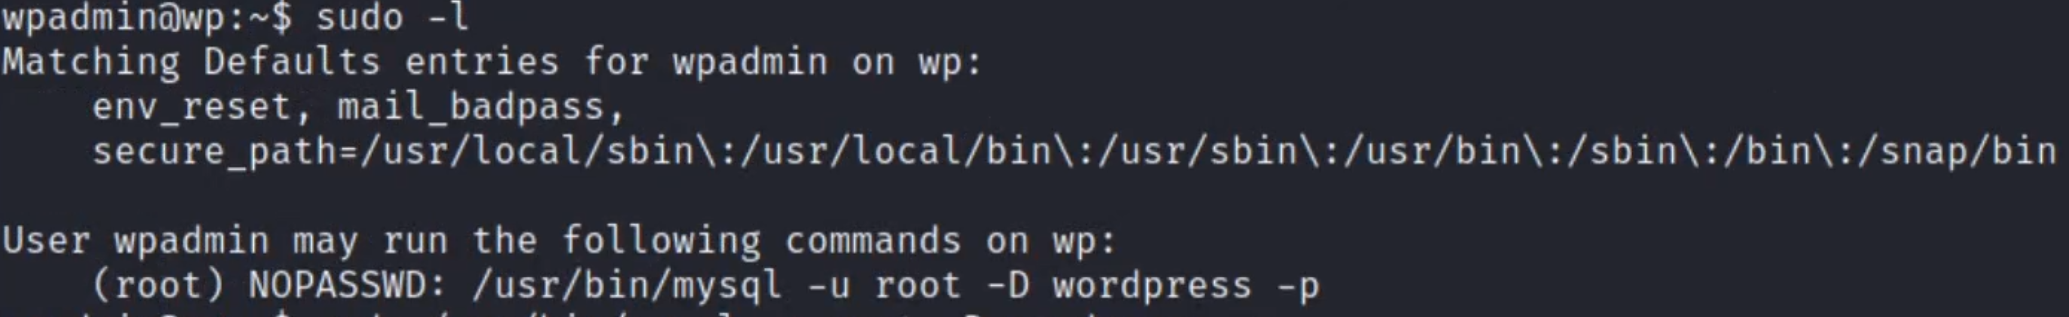 wpadmin@wp:~$ sudo -l
Matching Defaults entries for wpadmin on wp:
    env_reset, mail_badpass,
    secure_path=/usr/local/sbin\:/usr/local/bin\:/usr/sbin\:/usr/bin\:/sbin\:/bin\:/snap/bin

User wpadmin may run the following commands on wp:
    (root) NOPASSWD: /usr/bin/mysql -u root -D wordpress -p